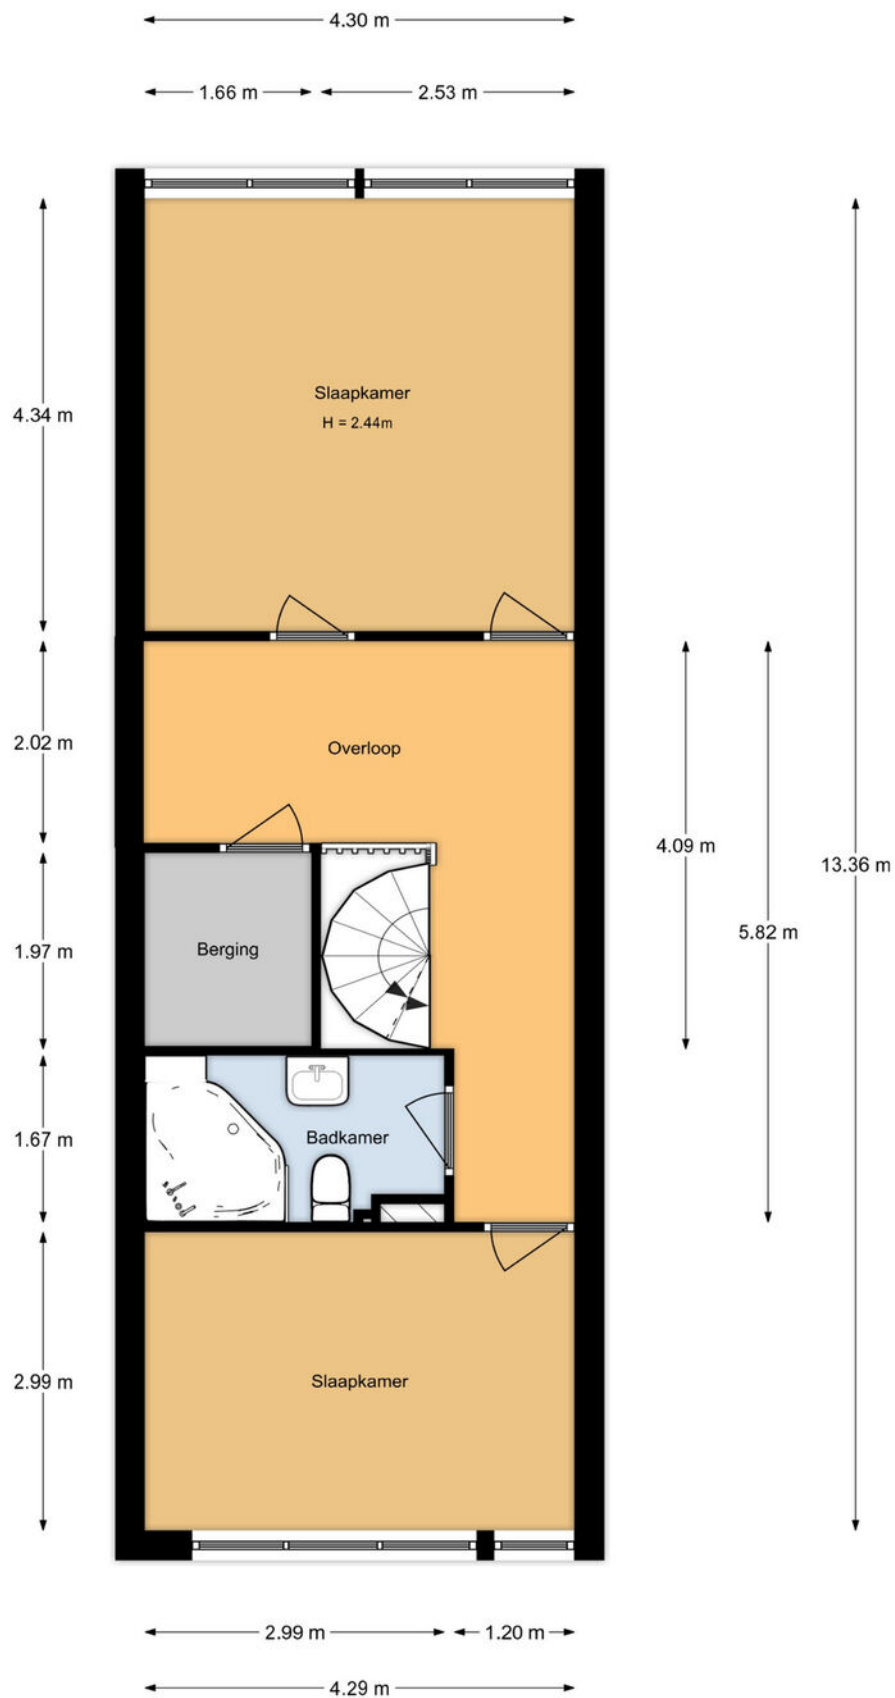 4.30 m
1.66 m
2.53 m
Slaapkamer
H = 2.44m
4.34 m
2.02 m
Overloop
4.09 m
13.36 m
5.82 m
1.97 m
Berging
1.67 m
Badkamer
2.99 m
Slaapkamer
2.99 m
1.20 m
4.29 m